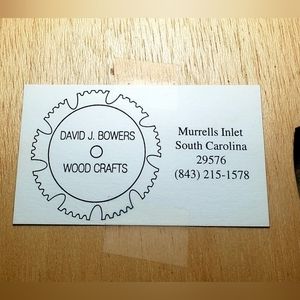 DAVID J. BOWERS
WOOD CRAFTS
Murrells Inlet
South Carolina
29576
(843) 215-1578